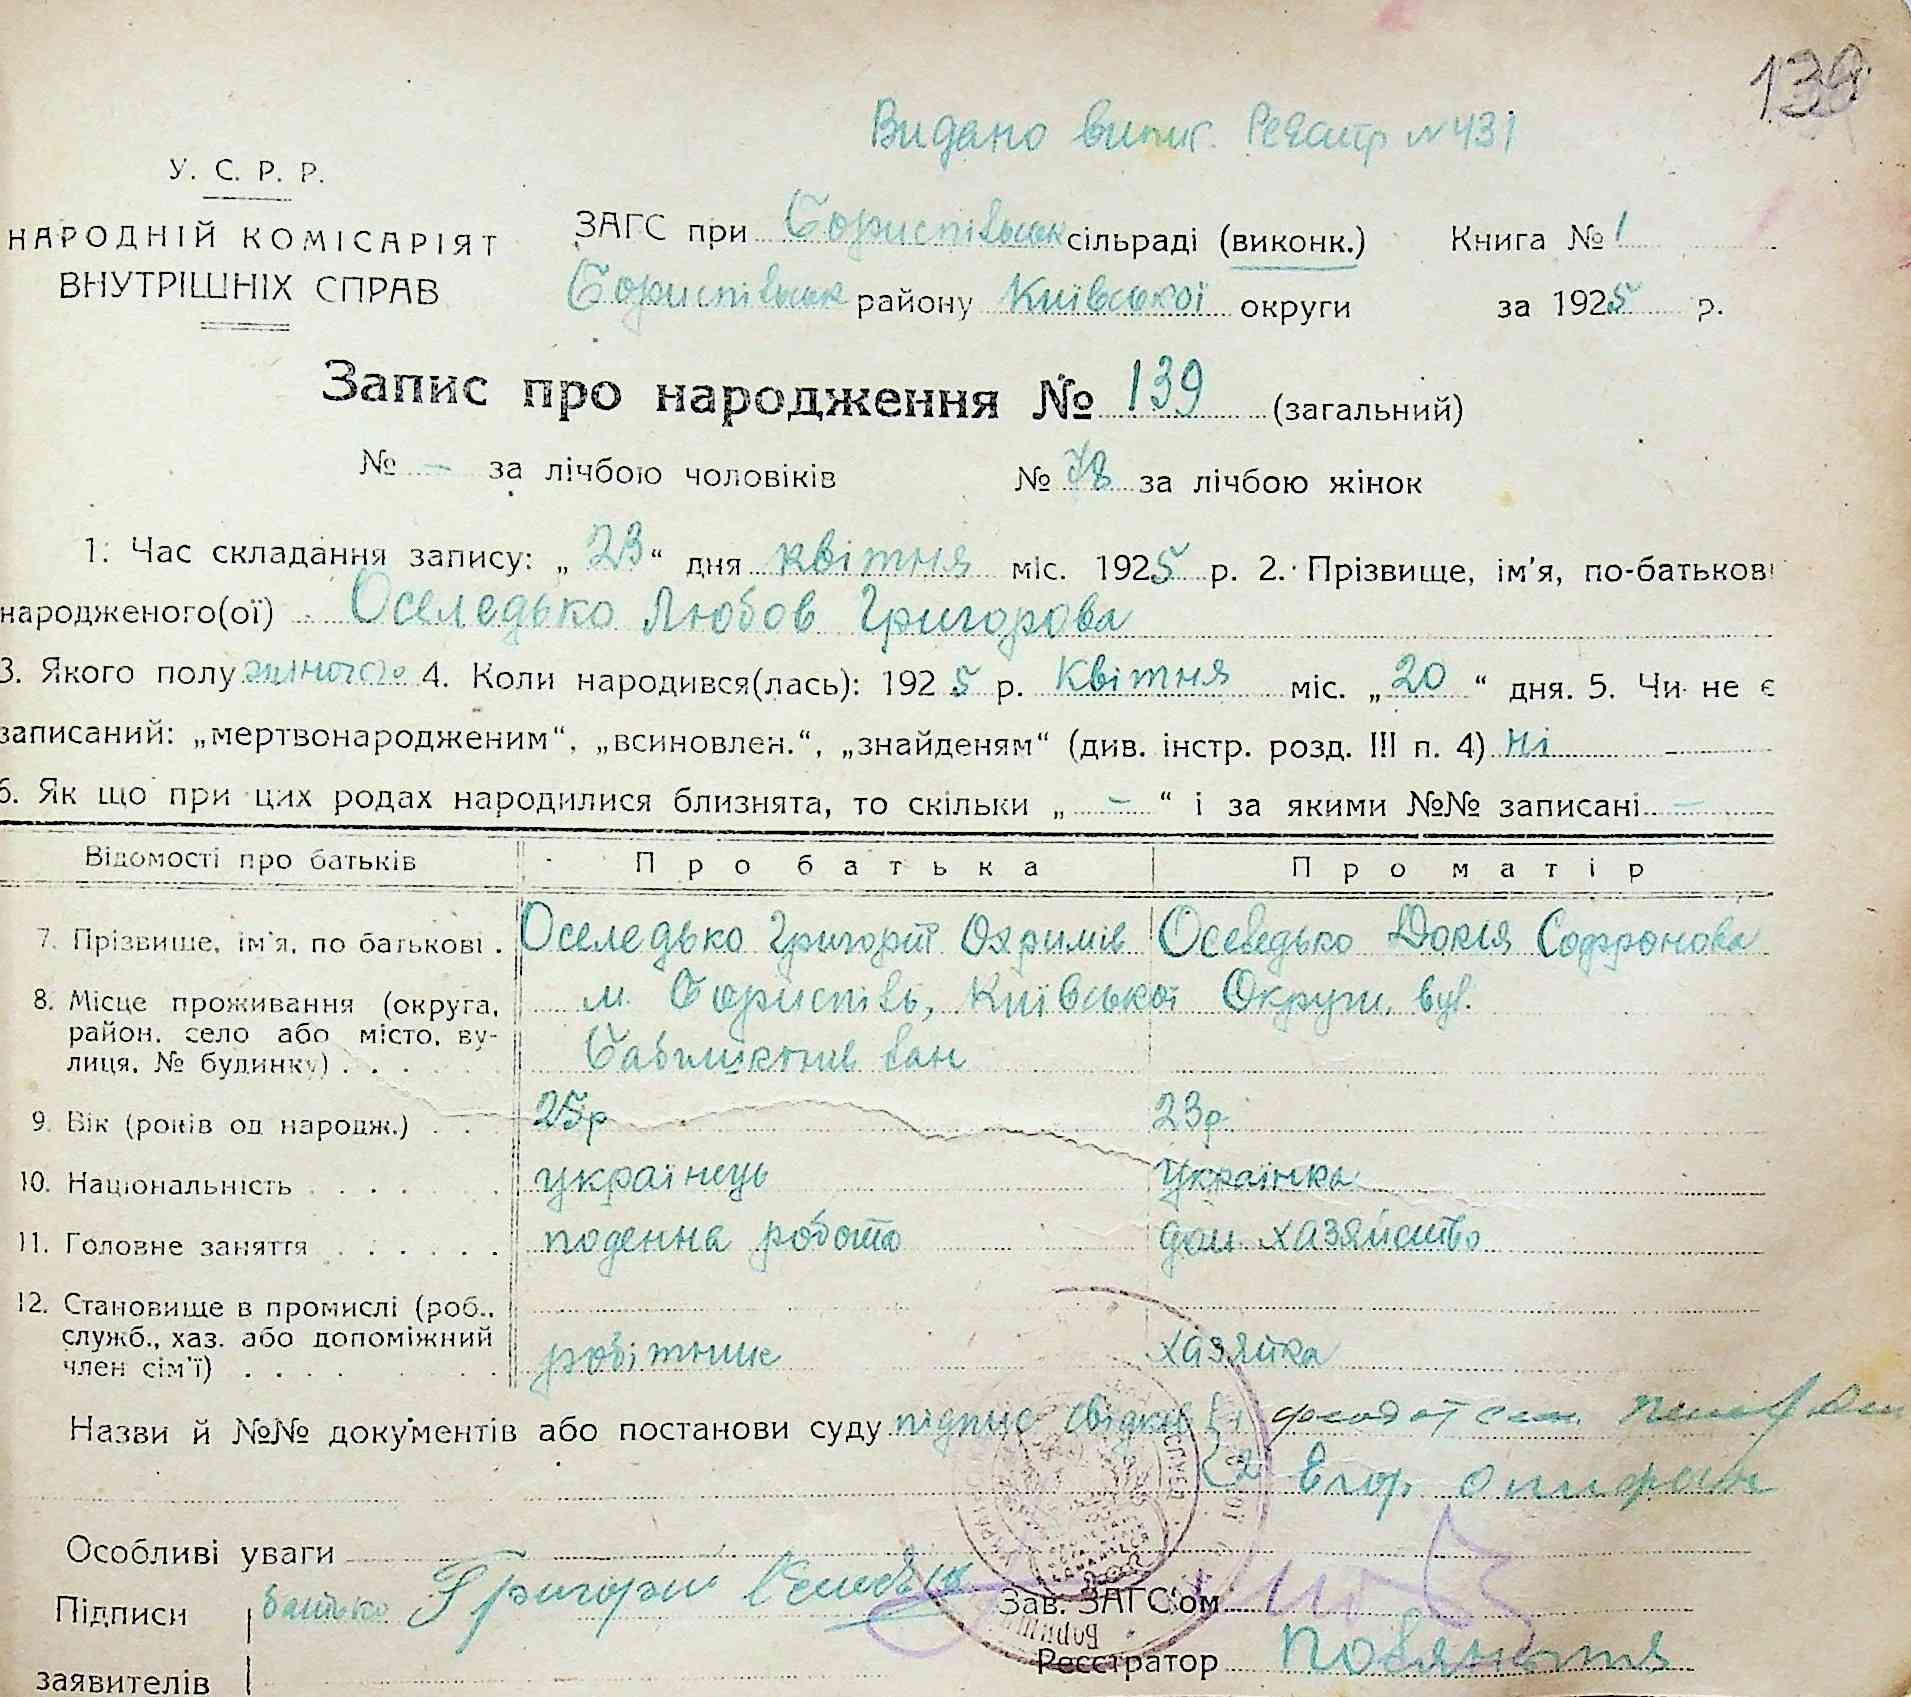 139
Видано випис. Реєстр №431
У. С. Р. Р.
НАРОДНІЙ КОМІСАРІЯТ
ВНУТРІШНІХ СПРАВ
ЗАГС при Бориспільськ сільраді (виконк.) Книга № 1
Бориспільськ району Київської округи за 1925 р.
Запис про народження № 139 (загальний)
№ – за лічбою чоловіків № 78 за лічбою жінок
1. Час складання запису: „23“ дня квітня міс. 1925 р. 2. Прізвище, ім’я, по-батькові
народженого(ої) Оселедько Любов Григорова
3. Якого полу жіночого 4. Коли народився(лась): 1925 р. Квітня міс. „20“ дня. 5. Чи не є
записаний: „мертвонародженим“, „всиновлен.“, „знайденям“ (див. інстр. розд. III п. 4) Ні
6. Як що при цих родах народилися близнята, то скільки „ – “ і за якими №№ записані –
Відомості про батьків Про батька Про матір
7. Прізвище, ім’я, по батькові . Оселедько Григорій Охримів Оселедько Докія Софронова
8. Місце проживання (округа, район, село або місто, вулиця, № будинку) . . . м. Бориспіль, Київської Округи, вул.
9. Вік (років од народж.) . . 25р 23р
10. Національність . . . . українець українка
11. Головне заняття . . . . . . поденна робота дом хазяйство
12. Становище в промислі (роб.,
служб., хаз. або допоміжний
член сім’ї) . . . . робітник хазяйка
Назви й №№ документів або постанови суду підпис свідків 1
2 Егор
Особливі уваги
Підписи батько Григорий Зав. ЗАГС’ом
заявителів Реєстратор